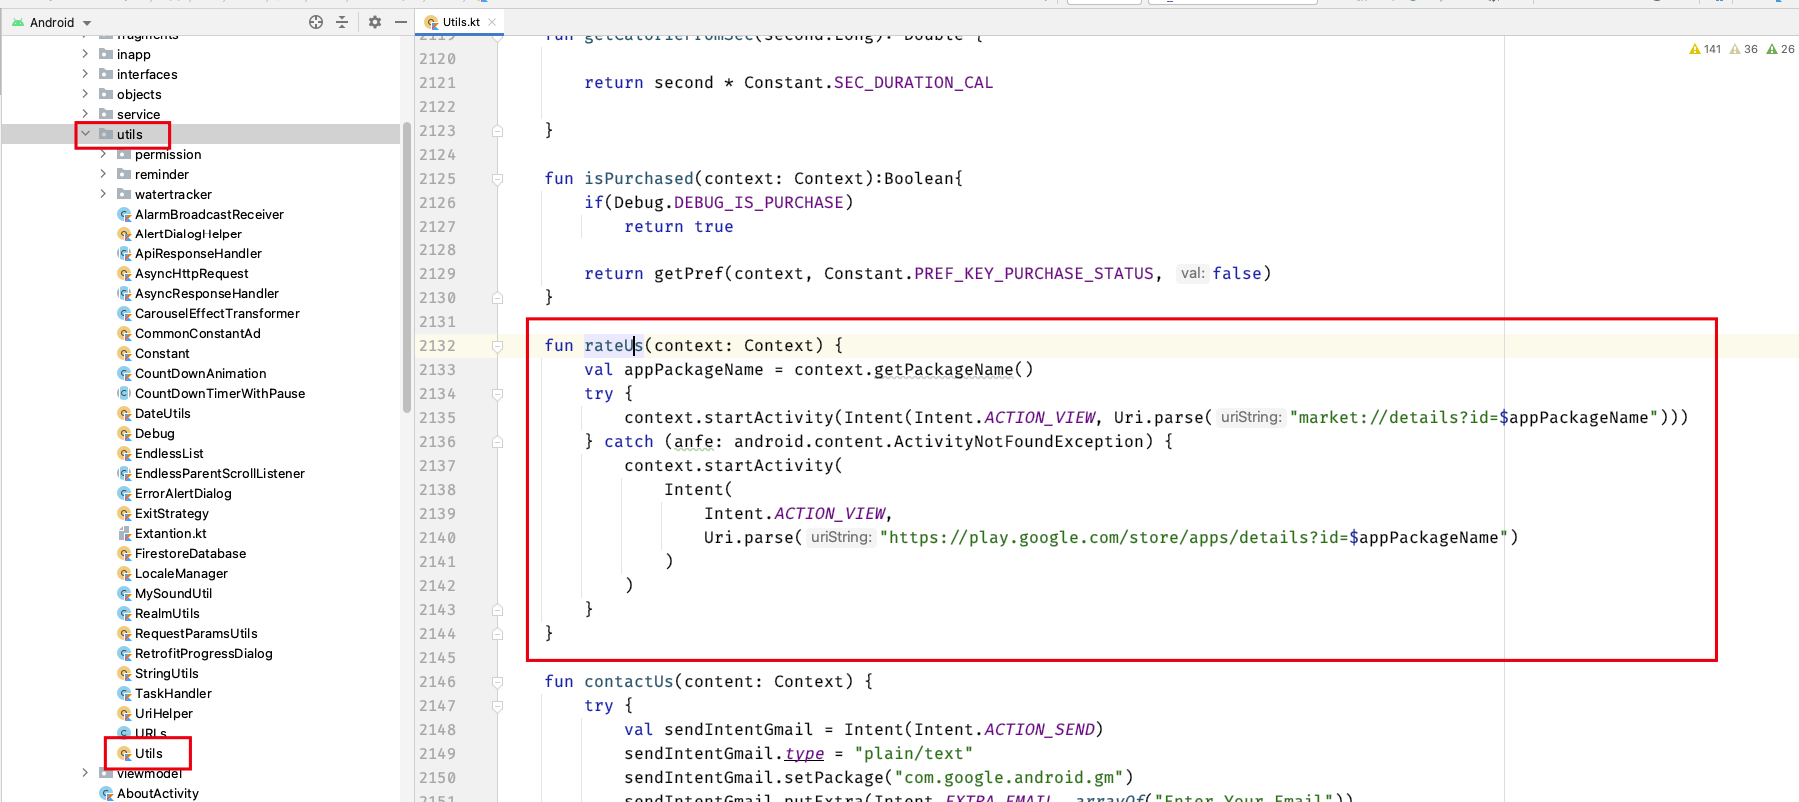 Android
Utils.kt
141 36 26
fragments
inapp
interfaces
objects
service
utils
permission
reminder
watertracker
AlarmBroadcastReceiver
AlertDialogHelper
ApiResponseHandler
AsyncHttpRequest
AsyncResponseHandler
CarouselEffectTransformer
CommonConstantAd
Constant
CountDownAnimation
CountDownTimerWithPause
DateUtils
Debug
EndlessList
EndlessParentScrollListener
ErrorAlertDialog
ExitStrategy
Extantion.kt
FirestoreDatabase
LocaleManager
MySoundUtil
RealmUtils
RequestParamsUtils
RetrofitProgressDialog
StringUtils
TaskHandler
UriHelper
URLs
Utils
viewmodel
AboutActivity
2119 fun getCalorieFromSec(second:Long): Double {
2120
2121 return second * Constant.SEC_DURATION_CAL
2122
2123 }
2124
2125 fun isPurchased(context: Context):Boolean{
2126 if(Debug.DEBUG_IS_PURCHASE)
2127 return true
2128
2129 return getPref(context, Constant.PREF_KEY_PURCHASE_STATUS, val: false)
2130 }
2131
2132 fun rateUs(context: Context) {
2133 val appPackageName = context.getPackageName()
2134 try {
2135 context.startActivity(Intent(Intent.ACTION_VIEW, Uri.parse( uriString: "market://details?id=$appPackageName")))
2136 } catch (anfe: android.content.ActivityNotFoundException) {
2137 context.startActivity(
2138 Intent(
2139 Intent.ACTION_VIEW,
2140 Uri.parse( uriString: "https://play.google.com/store/apps/details?id=$appPackageName")
2141 )
2142 )
2143 }
2144 }
2145
2146 fun contactUs(content: Context) {
2147 try {
2148 val sendIntentGmail = Intent(Intent.ACTION_SEND)
2149 sendIntentGmail.type = "plain/text"
2150 sendIntentGmail.setPackage("com.google.android.gm")
2151 sendIntentGmail.putExtra(Intent.EXTRA_EMAIL, arrayOf("Enter Your Email"))